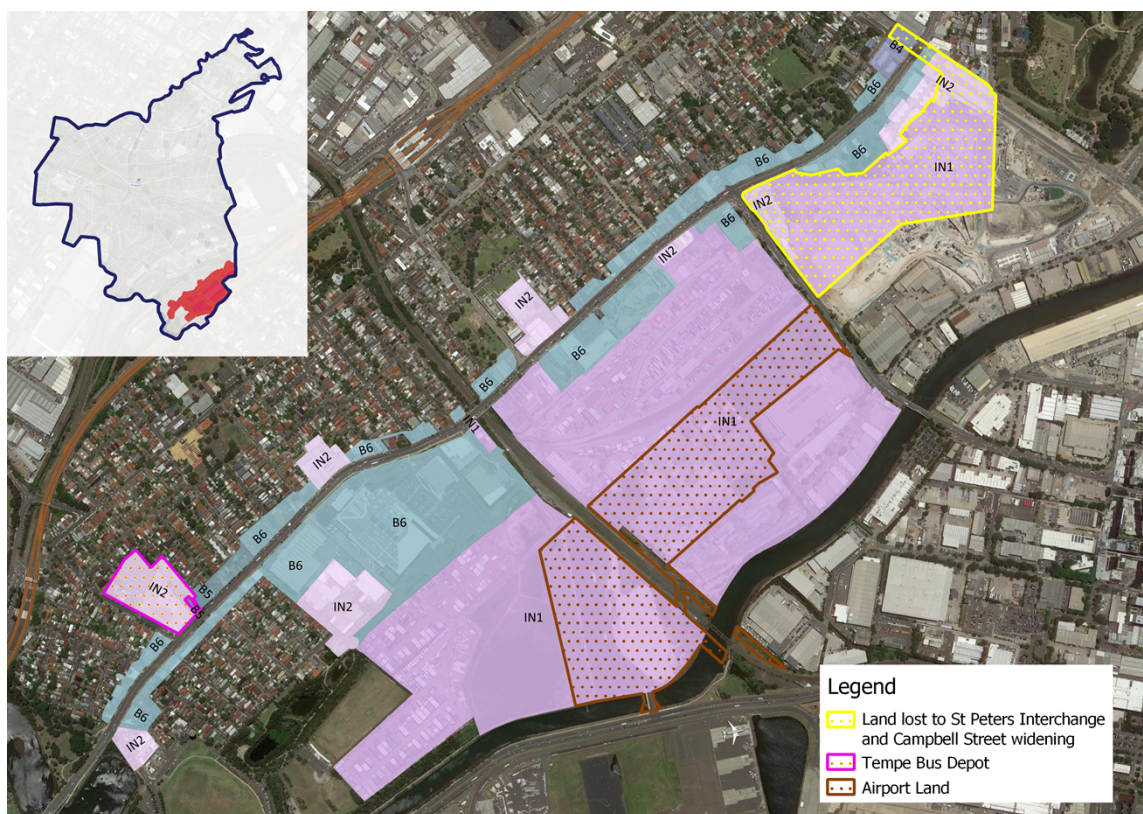 B4
IN2
B6
B6
IN1
B6
IN2
B6
IN2
IN2
B6
B6
IN1
IN1
B6
IN2
B6
B6
B6
IN2
B5
IN2
B5
IN1
B6
B6
IN2
Legend
Land lost to St Peters Interchange
and Campbell Street widening
Tempe Bus Depot
Airport Land